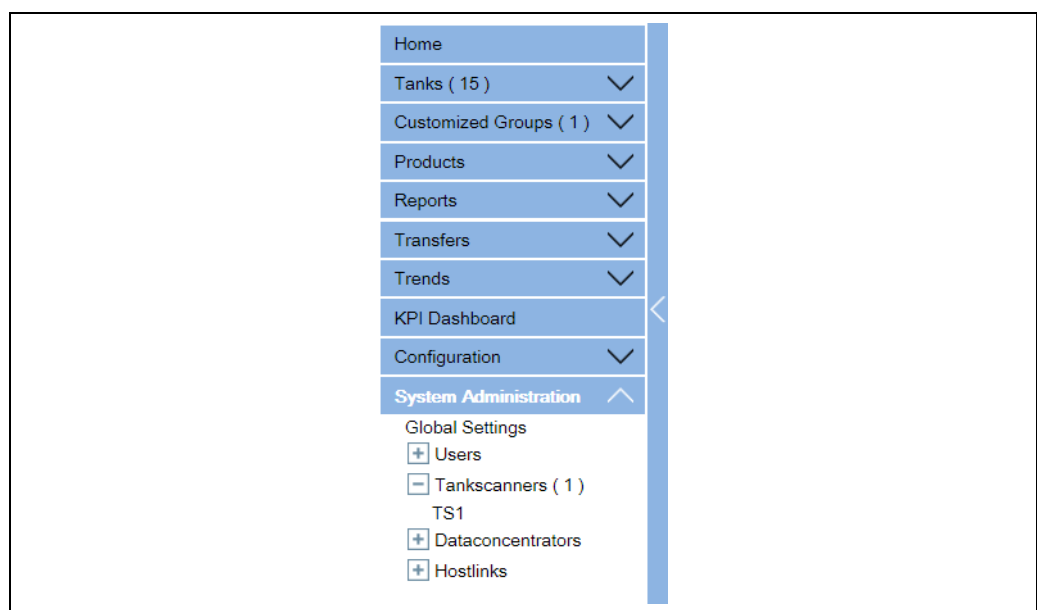 Home
Tanks ( 15 )
Customized Groups ( 1 )
Products
Reports
Transfers
Trends
KPI Dashboard
Configuration
System Administration
Global Settings
Users
Tankscanners ( 1 )
TS1
Dataconcentrators
Hostlinks